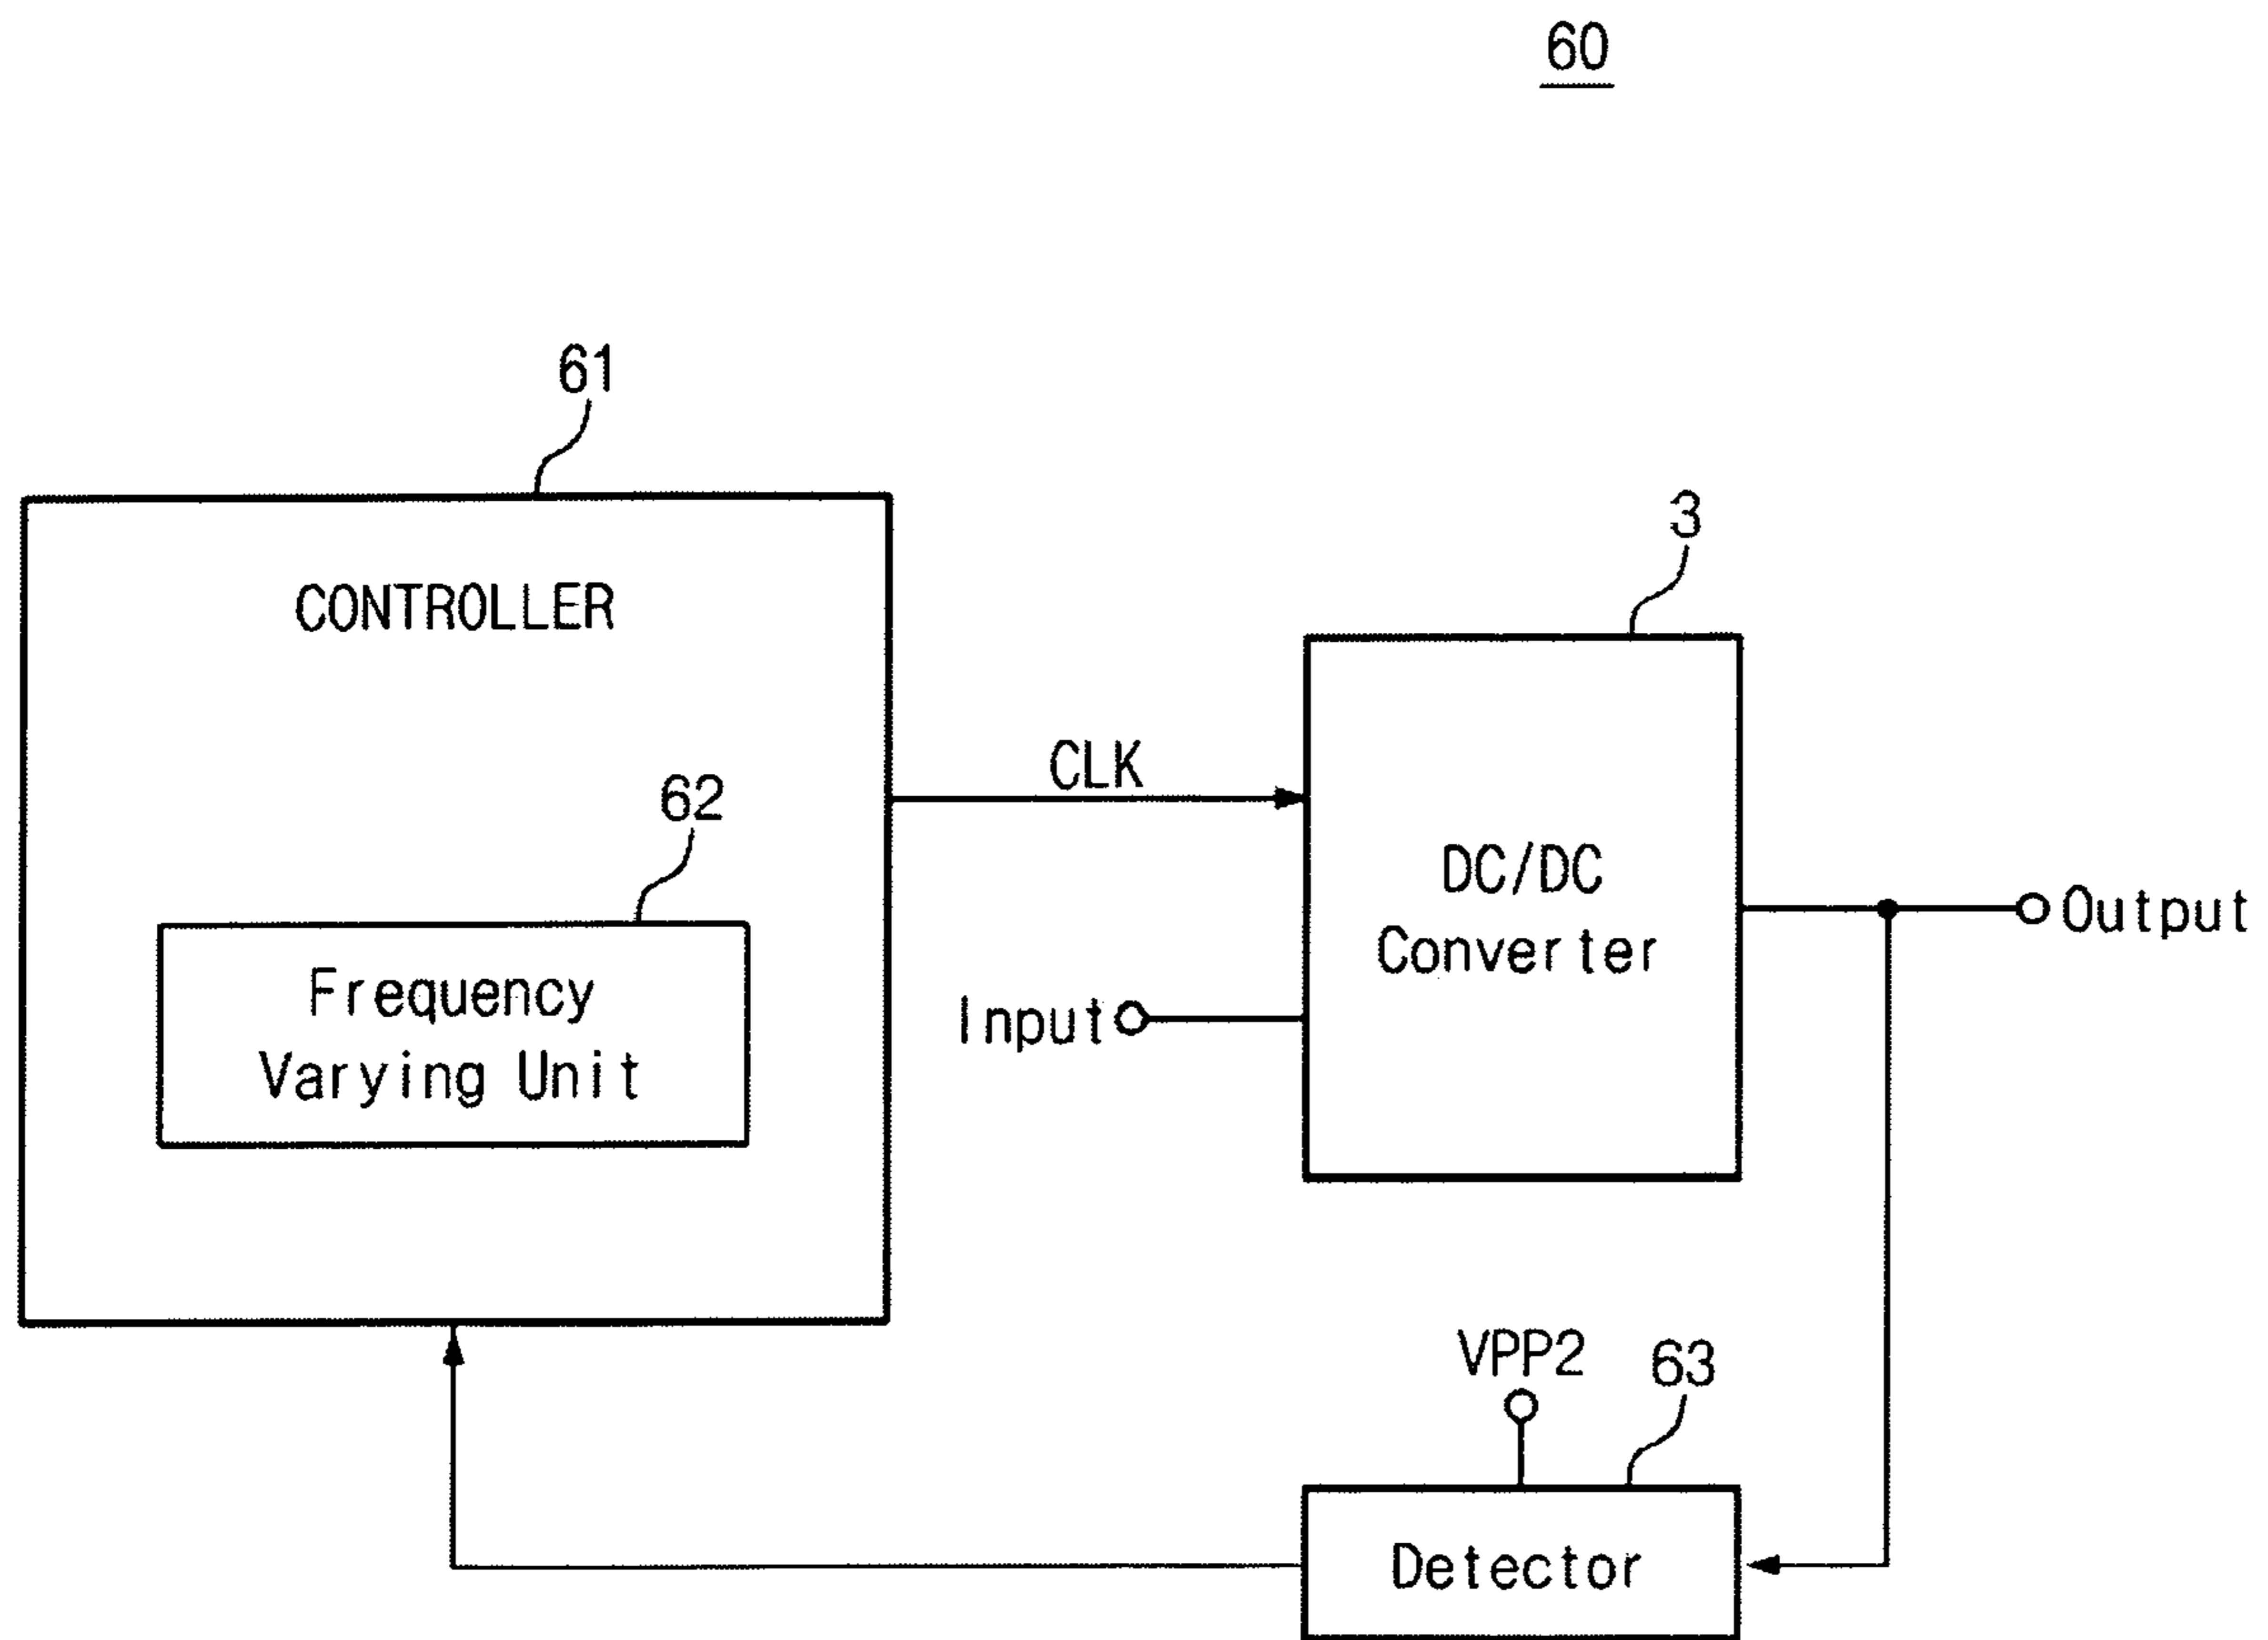 60
61
CONTROLLER
3
CLK
62
DC/DC
Converter
Output
Frequency
Varying Unit
Input
VPP2
63
Detector